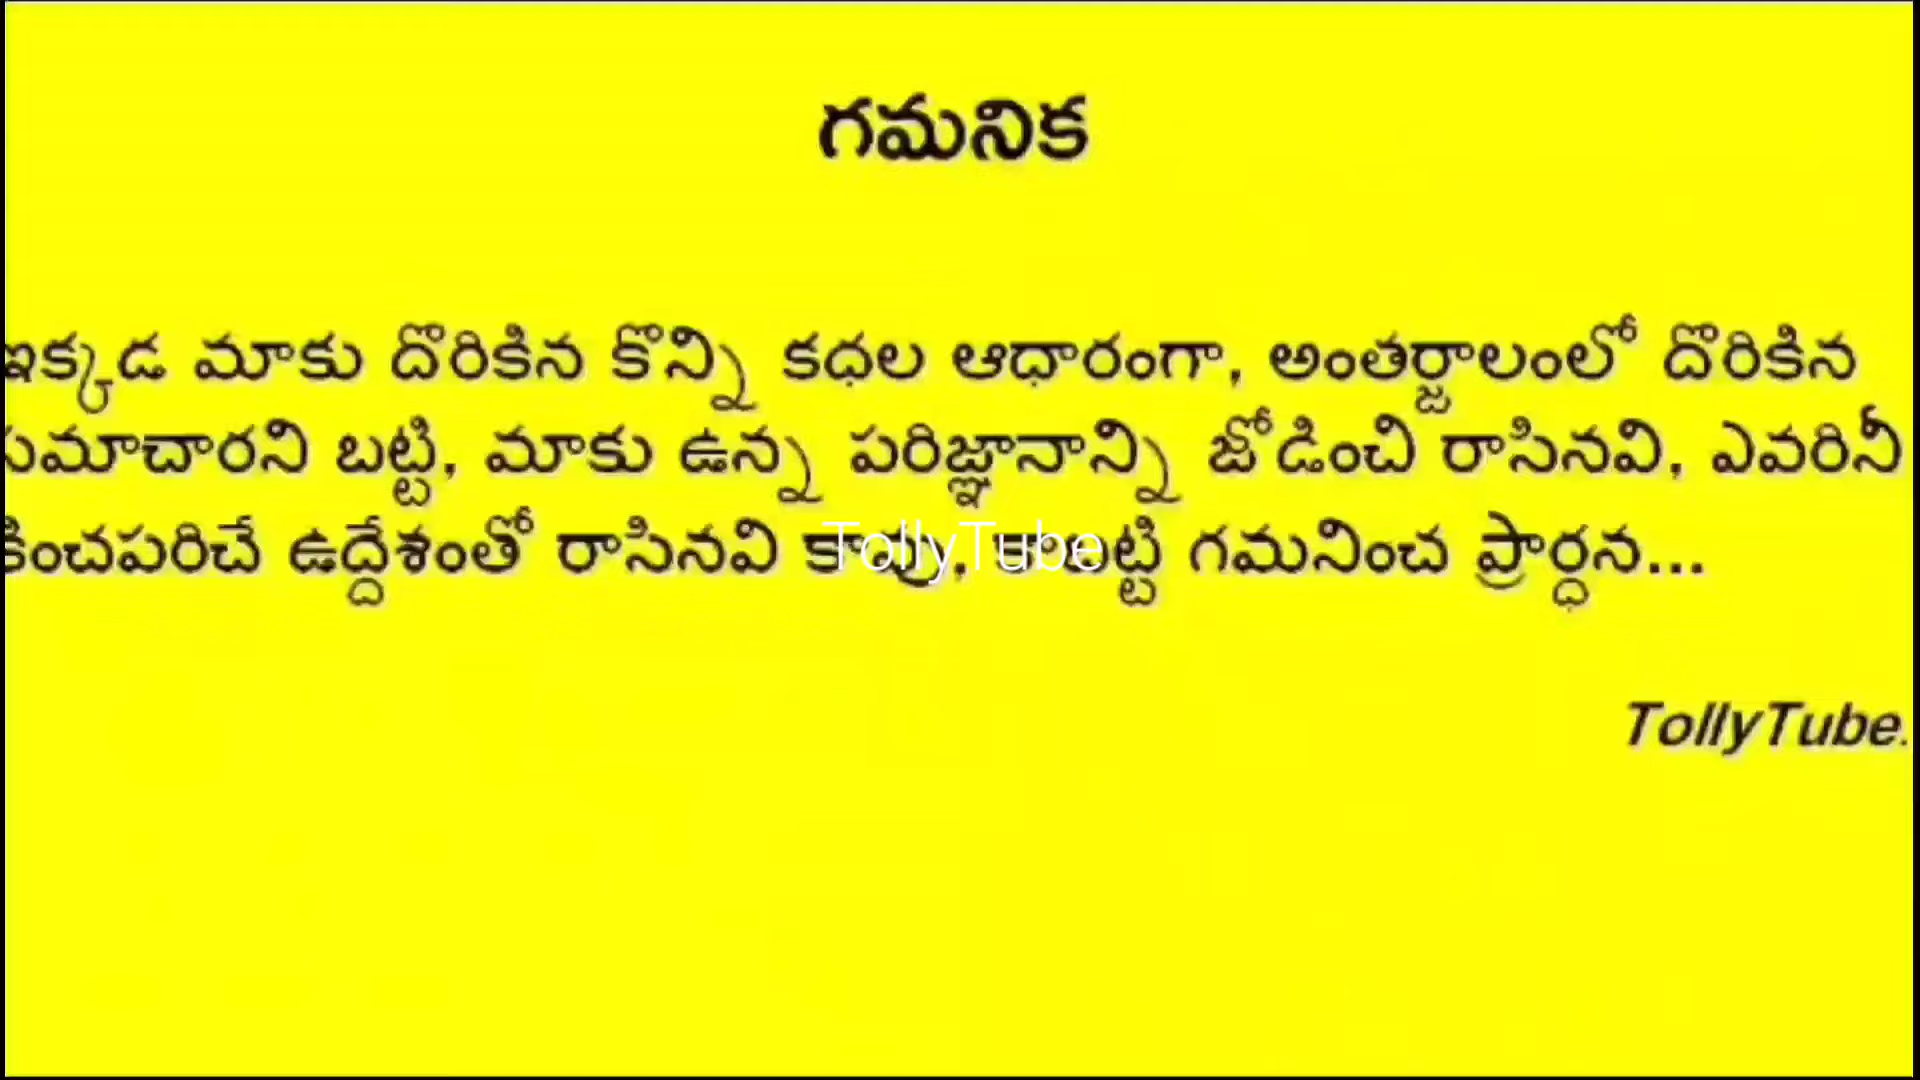 గమనిక
ఇక్కడ మాకు దొరికిన కొన్ని కధల ఆధారంగా, అంతర్జాలంలో దొరికిన
సమాచారని బట్టి, మాకు ఉన్న పరిజ్ఞానాన్ని జోడించి రాసినవి, ఎవరినీ
కించపరిచే ఉద్దేశంతో రాసినవి కావు, గమనించ ప్రార్ధన...
TollyTube
TollyTube.